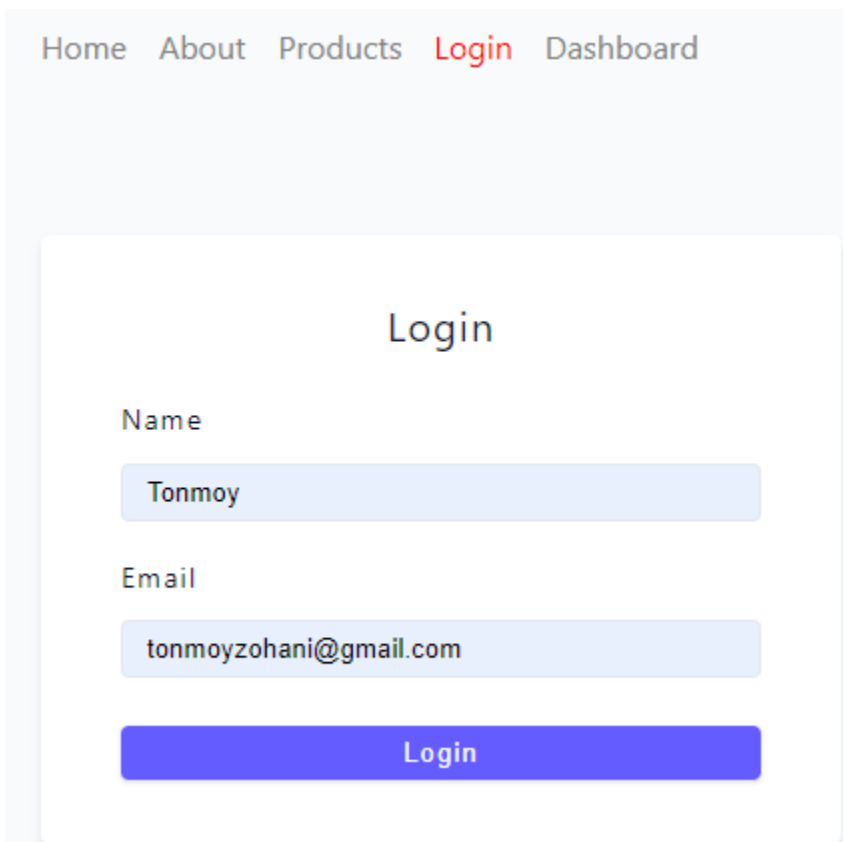 Home About Products Login Dashboard
Login
Name
Tonmoy
Email
tonmoyzohani@gmail.com
Login